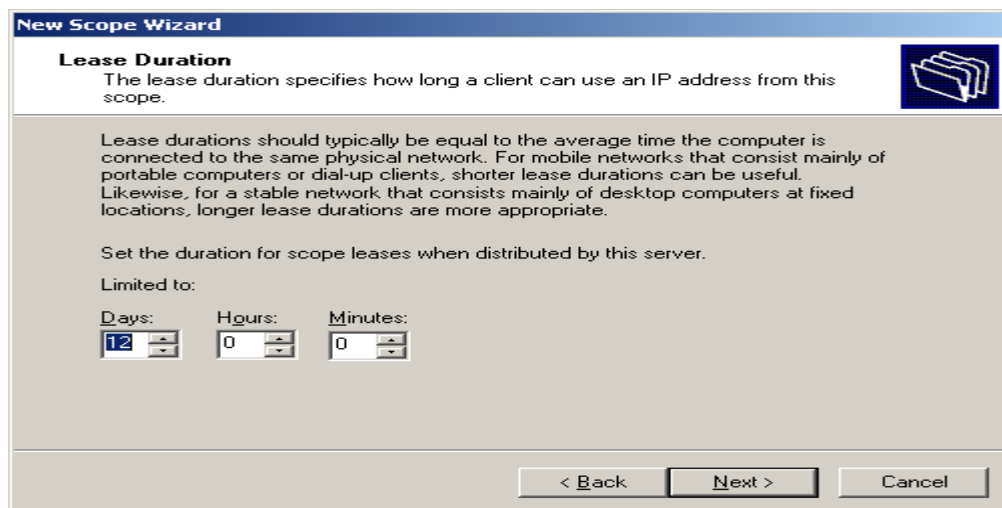 New Scope Wizard
Lease Duration
The lease duration specifies how long a client can use an IP address from this
scope.
Lease durations should typically be equal to the average time the computer is
connected to the same physical network. For mobile networks that consist mainly of
portable computers or dial-up clients, shorter lease durations can be useful.
Likewise, for a stable network that consists mainly of desktop computers at fixed
locations, longer lease durations are more appropriate.
Set the duration for scope leases when distributed by this server.
Limited to:
Days: Hours: Minutes:
12 0 0
< Back Next > Cancel